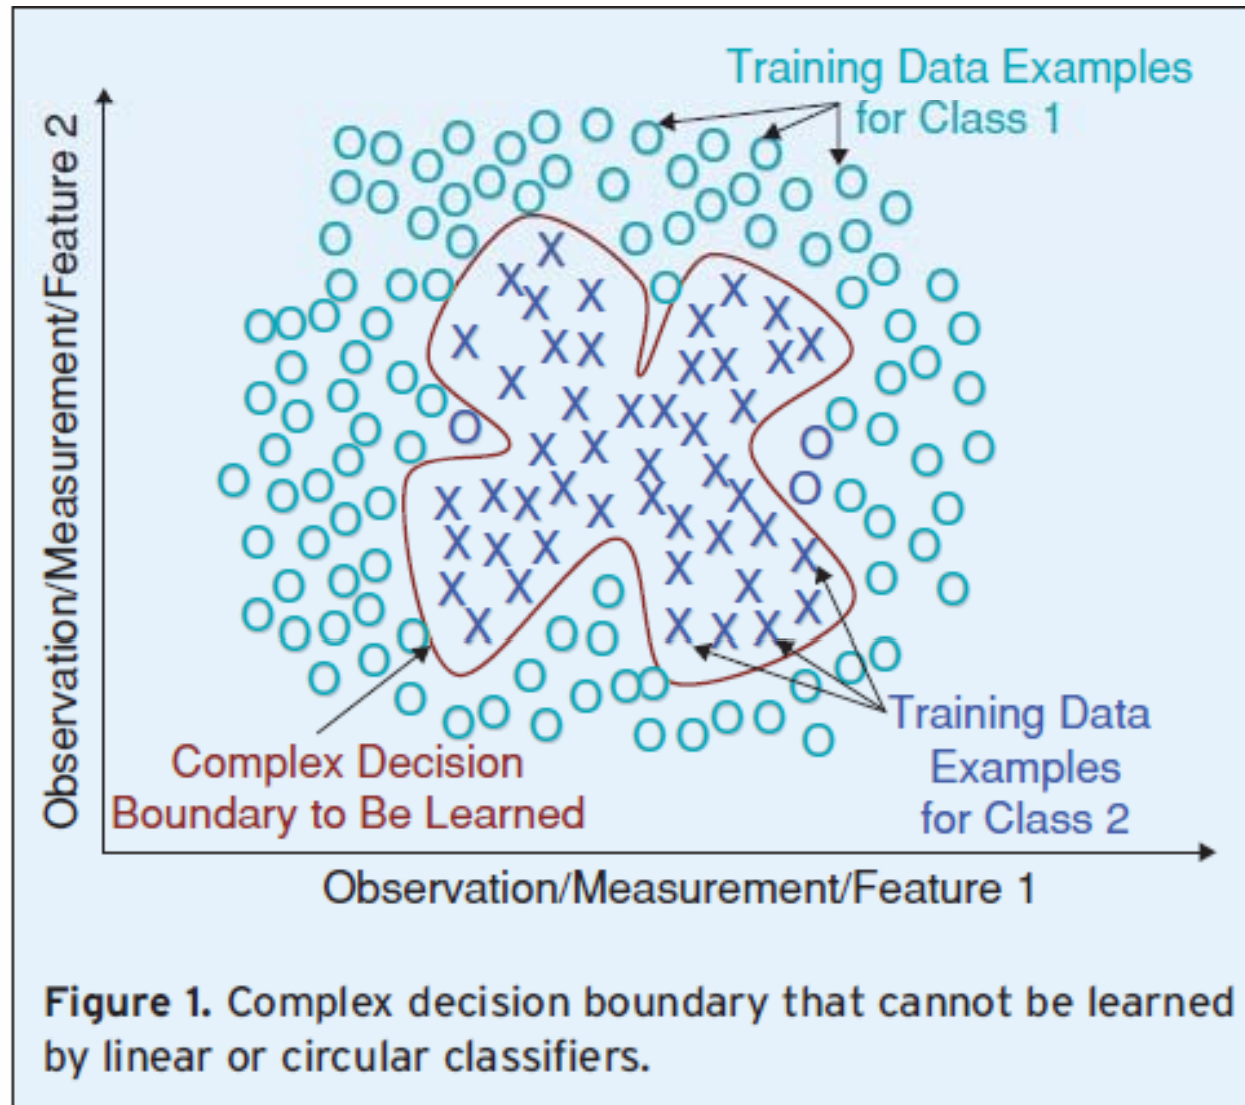 Training Data Examples
for Class 1
Observation/Measurement/Feature 2
Complex Decision
Boundary to Be Learned
Training Data
Examples
for Class 2
Observation/Measurement/Feature 1
Figure 1. Complex decision boundary that cannot be learned
by linear or circular classifiers.